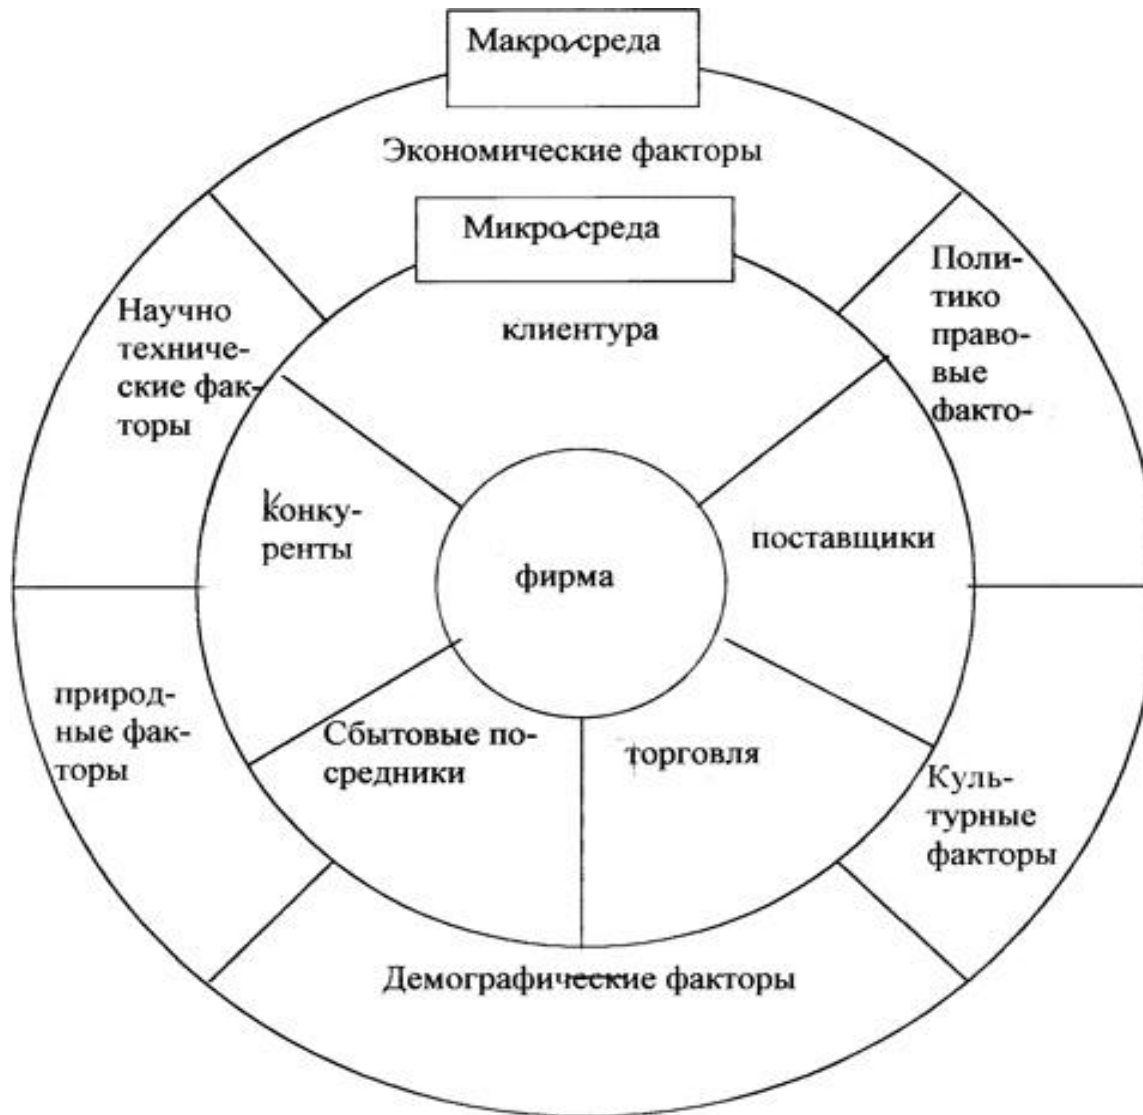 Макро-среда
Экономические факторы
Микро-среда
Поли-
тико
право-
вые
факто-
Научно
техниче-
ские фак-
торы
клиентура
Конку-
ренты
поставщики
фирма
природ-
ные фак-
торы
Сбытовые по-
средники
торговля
Куль-
турные
факторы
Демографические факторы